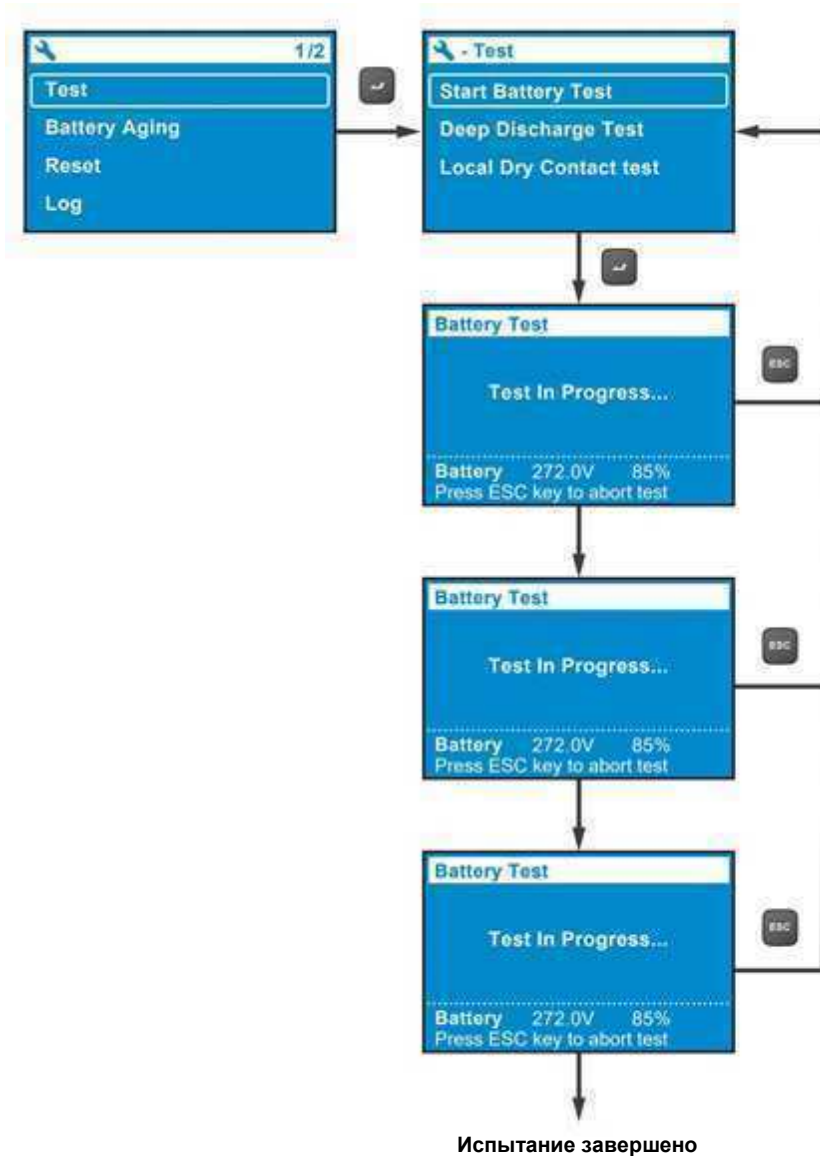 1/2
Test
Battery Aging
Reset
Log
- Test
Start Battery Test
Deep Discharge Test
Local Dry Contact test
Battery Test
Test In Progress...
Battery 272.0V 85%
Press ESC key to abort test
ESC
Battery Test
Test In Progress...
Battery 272.0V 85%
Press ESC key to abort test
ESC
Battery Test
Test In Progress...
Battery 272.0V 85%
Press ESC key to abort test
ESC
Испытание завершено